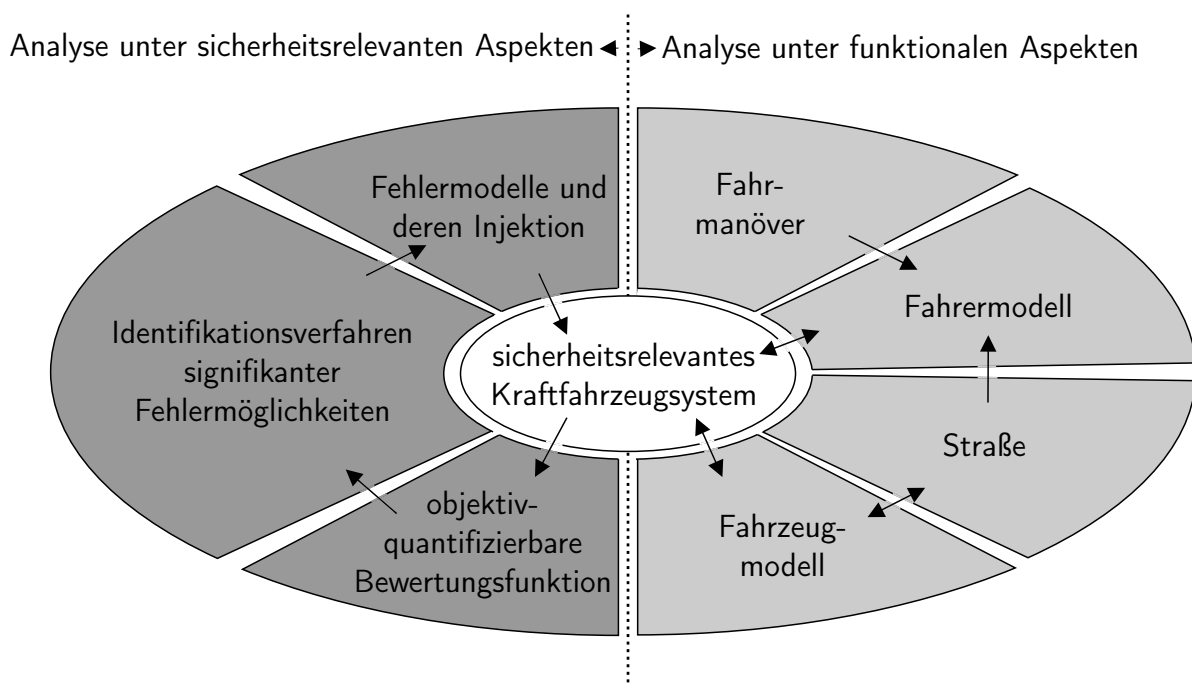 Analyse unter sicherheitsrelevanten Aspekten
Analyse unter funktionalen Aspekten
Fehlermodelle und
deren Injektion
Fahr-
manöver
Identifikationsverfahren
signifikanter
Fehlermöglichkeiten
sicherheitsrelevantes
Kraftfahrzeugsystem
Fahrermodell
Straße
objektiv-
quantifizierbare
Bewertungsfunktion
Fahrzeug-
modell